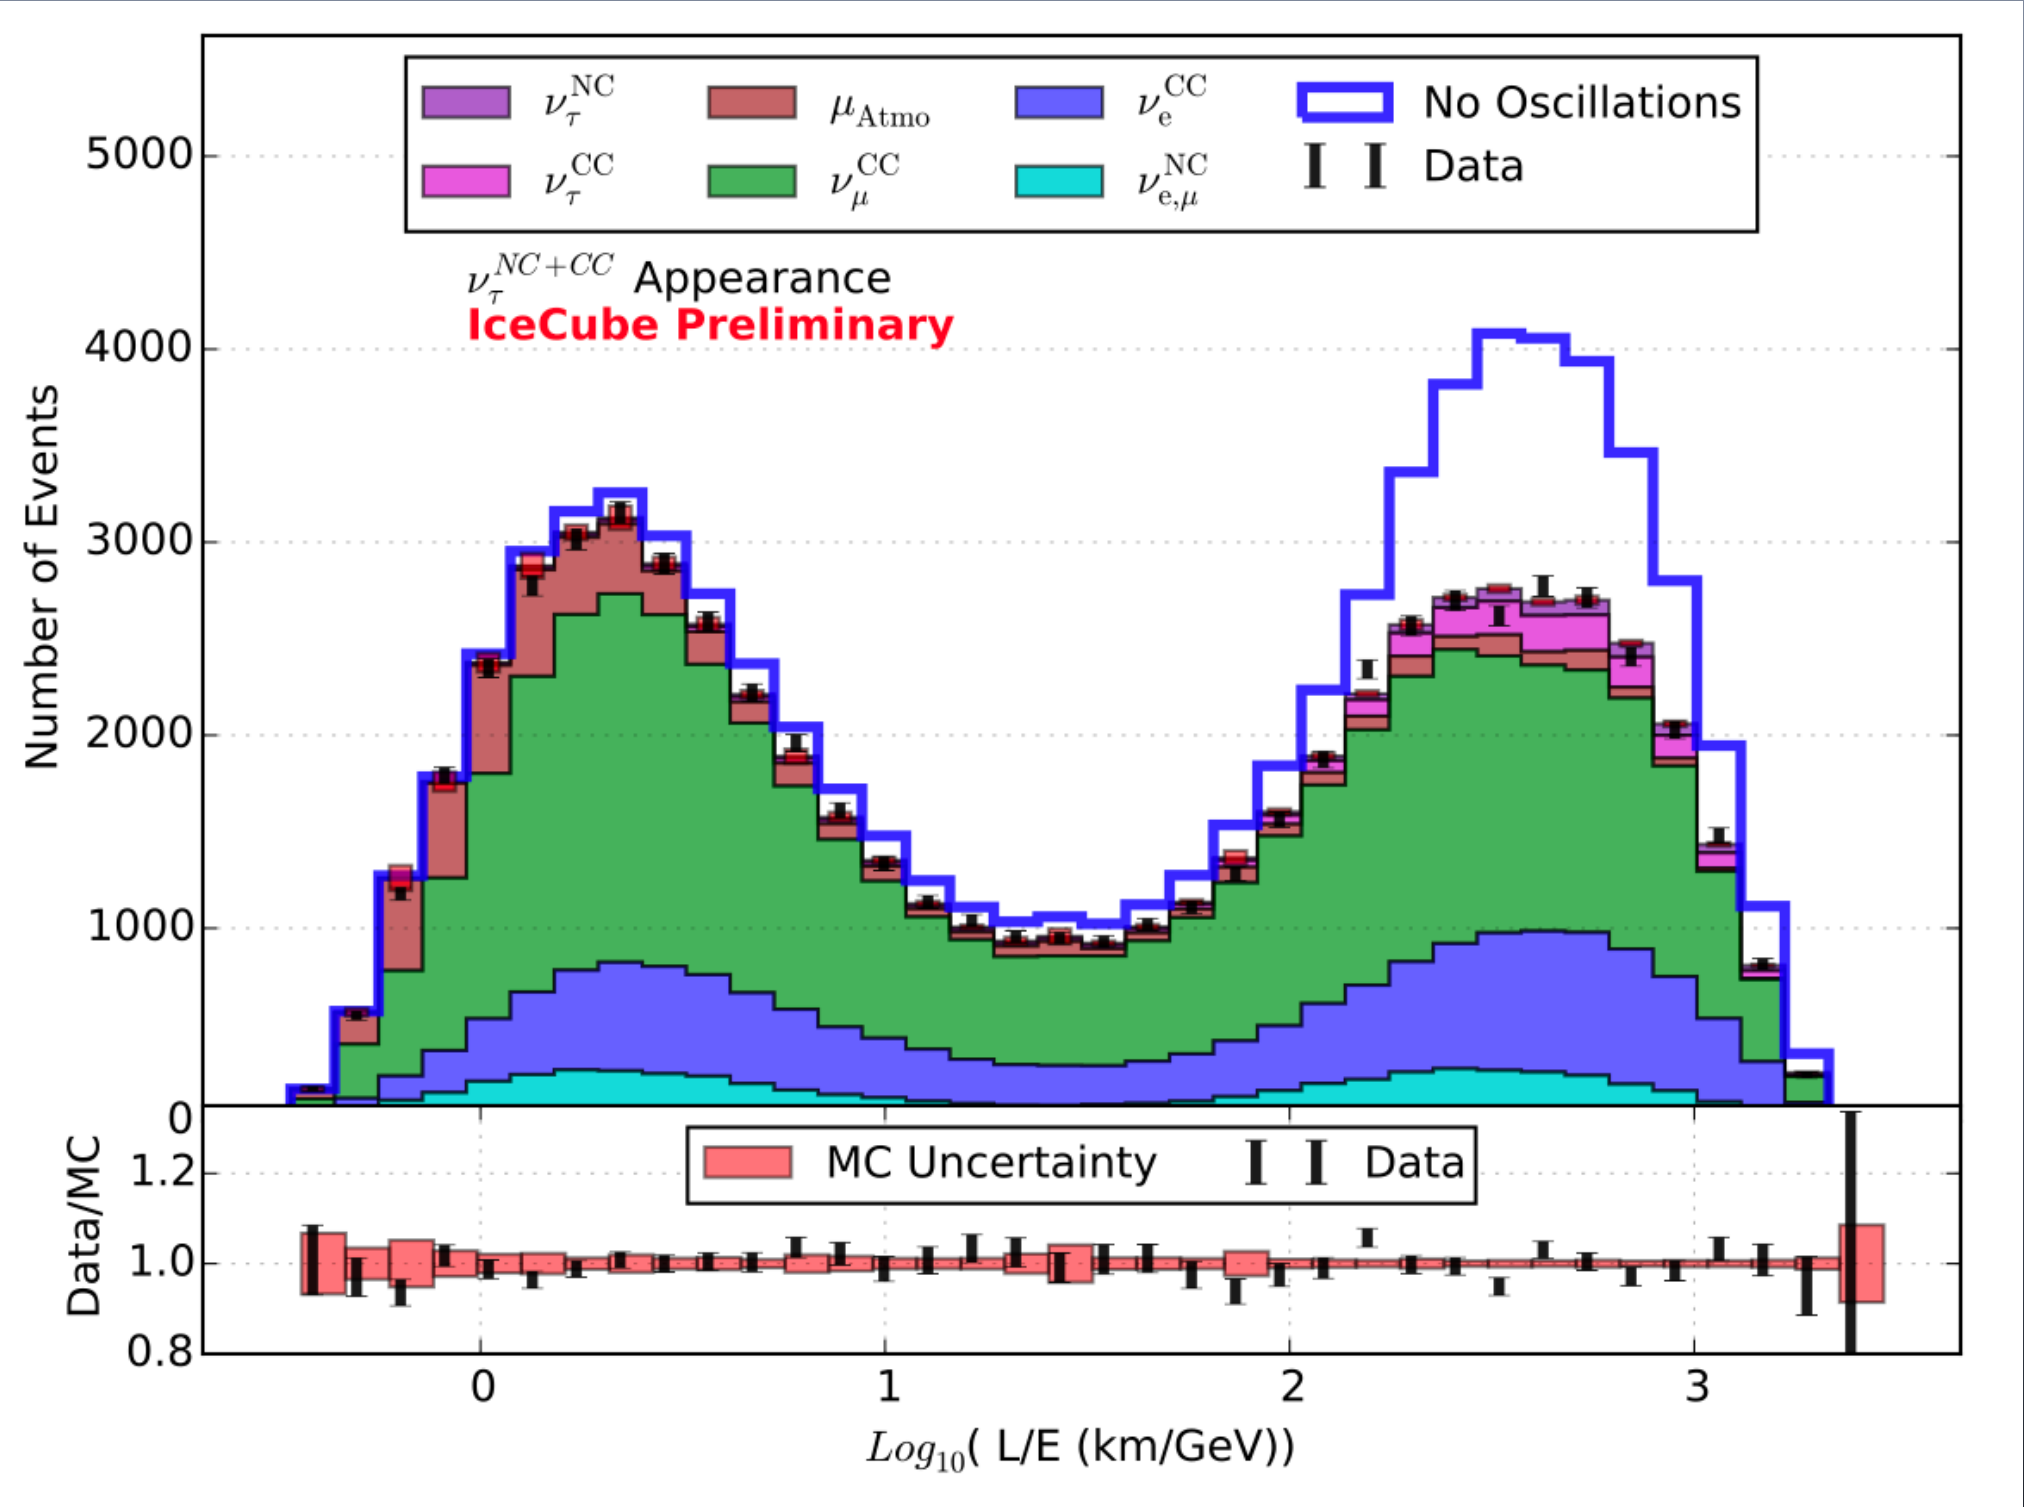 ν_τ^NC μ_Atmo ν_e^CC No Oscillations
ν_τ^CC ν_μ^CC ν_e,μ^NC Data
ν_τ^NC+CC Appearance
IceCube Preliminary
Number of Events
5000
4000
3000
2000
1000
0
MC Uncertainty Data
Data/MC
1.2
1.0
0.8
0 1 2 3
Log₁₀( L/E (km/GeV))